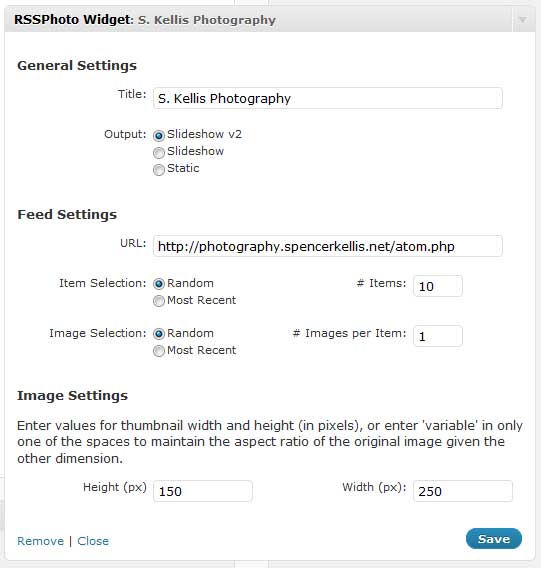 RSSPhoto Widget: S. Kellis Photography
General Settings
Title: S. Kellis Photography
Output: Slideshow v2
Slideshow
Static
Feed Settings
URL: http://photography.spencerkellis.net/atom.php
Item Selection: Random # Items: 10
Most Recent
Image Selection: Random # Images per Item: 1
Most Recent
Image Settings
Enter values for thumbnail width and height (in pixels), or enter 'variable' in only
one of the spaces to maintain the aspect ratio of the original image given the
other dimension.
Height (px) 150 Width (px): 250
Remove | Close Save